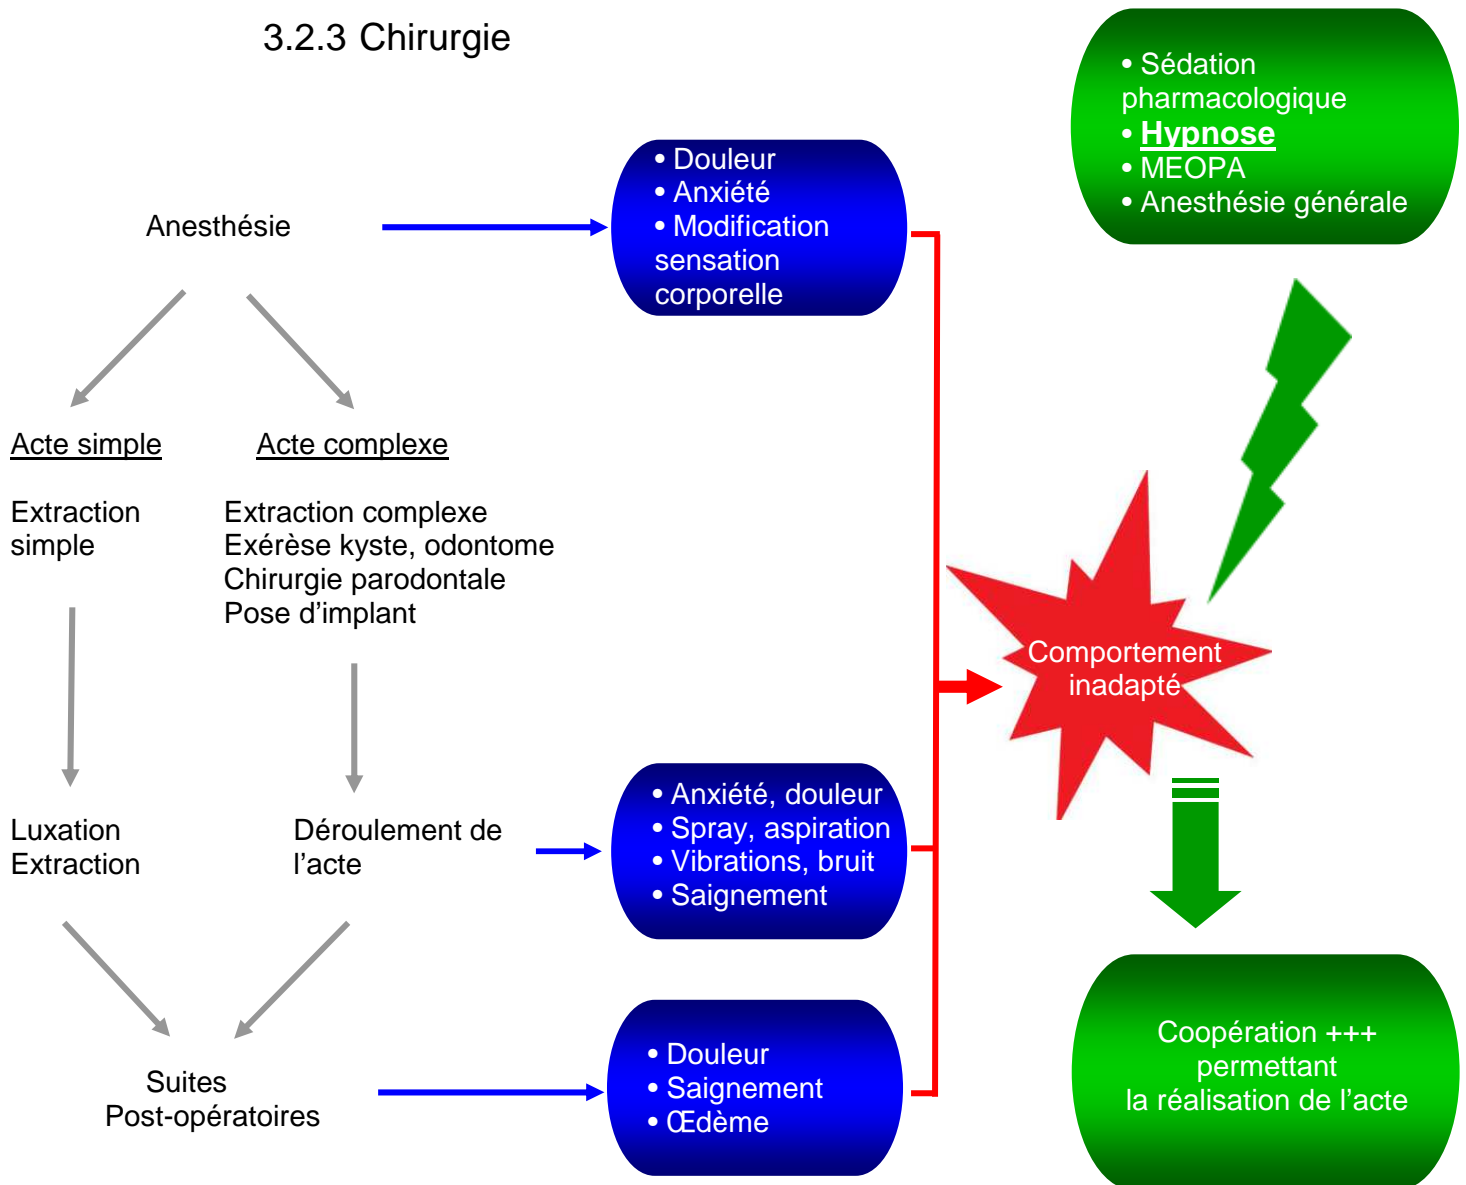 3.2.3 Chirurgie
• Sédation
pharmacologique
• Hypnose
• MEOPA
• Anesthésie générale
• Douleur
• Anxiété
• Modification
sensation
corporelle
Anesthésie
Acte simple
Acte complexe
Extraction
simple
Extraction complexe
Exérèse kyste, odontome
Chirurgie parodontale
Pose d’implant
Comportement
inadapté
Luxation
Extraction
Déroulement de
l’acte
• Anxiété, douleur
• Spray, aspiration
• Vibrations, bruit
• Saignement
Suites
Post-opératoires
• Douleur
• Saignement
• Œdème
Coopération +++
permettant
la réalisation de l’acte